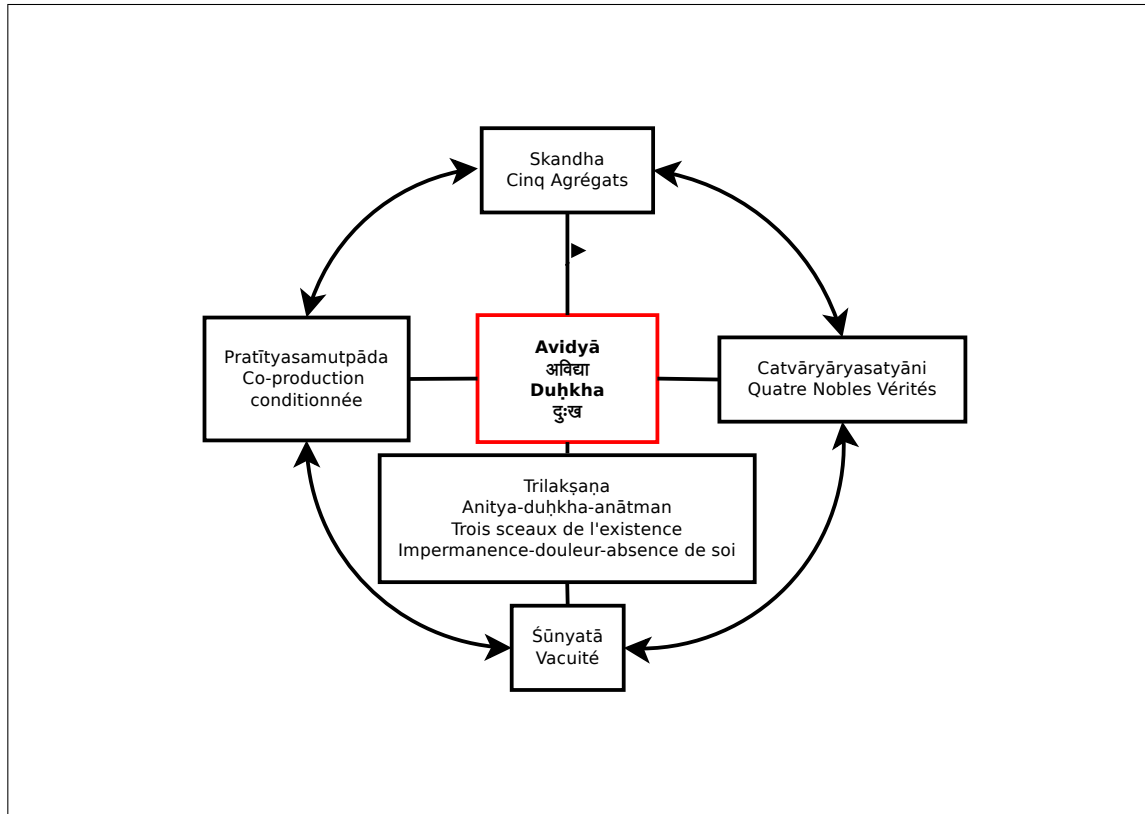 Skandha
Cinq Agrégats
Pratītyasamutpāda
Co-production
conditionnée
Avidyā
अविद्या
Duḥkha
दुःख
Catvāryāryasatyāni
Quatre Nobles Vérités
Trilakṣaṇa
Anitya-duḥkha-anātman
Trois sceaux de l'existence
Impermanence-douleur-absence de soi
Śūnyatā
Vacuité